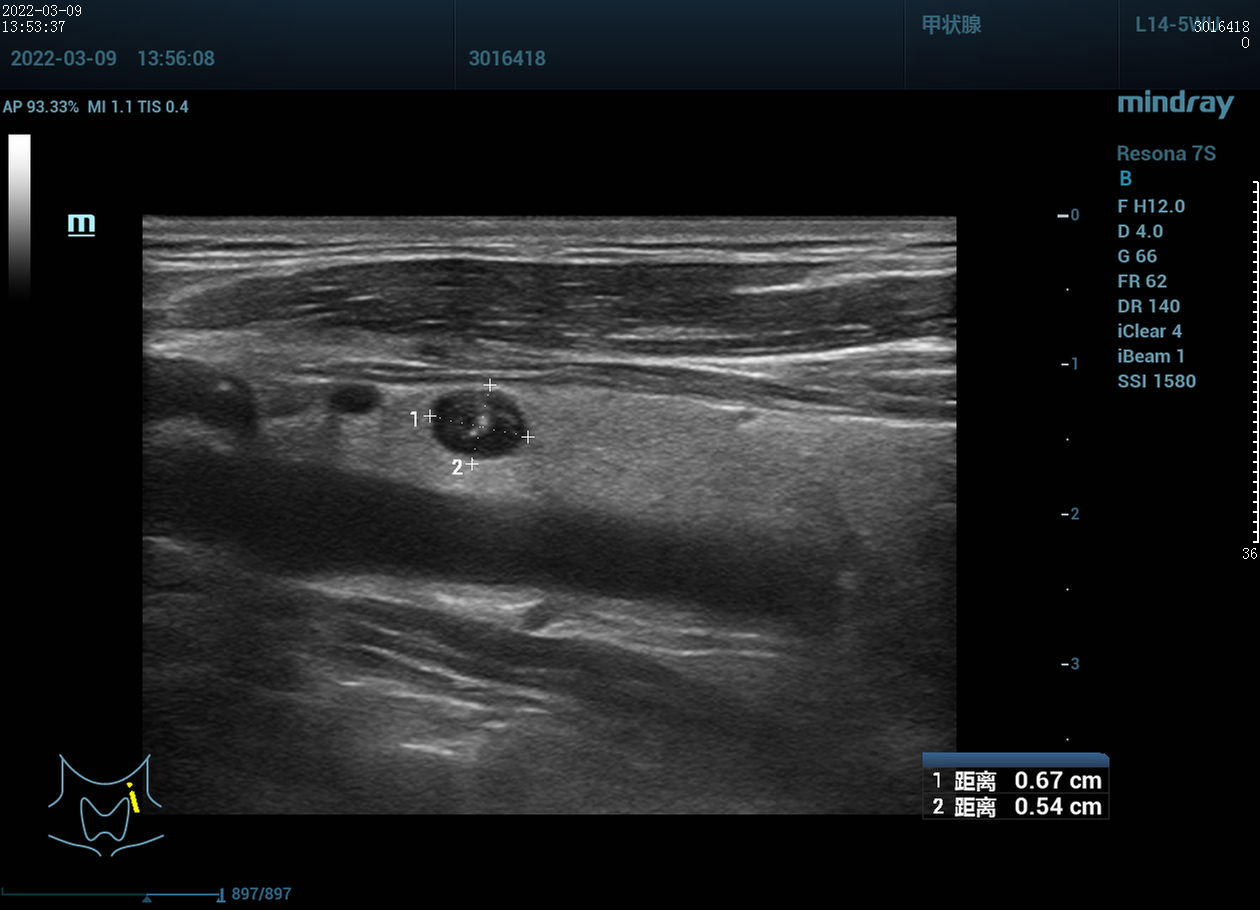 2022-03-09
13:53:37
3016418
0
2022-03-09 13:56:08
3016418
甲状腺
AP 93.33% MI 1.1 TIS 0.4
mindray
Resona 7S
B
F H12.0
D 4.0
G 66
FR 62
DR 140
iClear 4
iBeam 1
SSI 1580
m
0
1
2
3
36
1
2
1 距离 0.67 cm
2 距离 0.54 cm
897/897